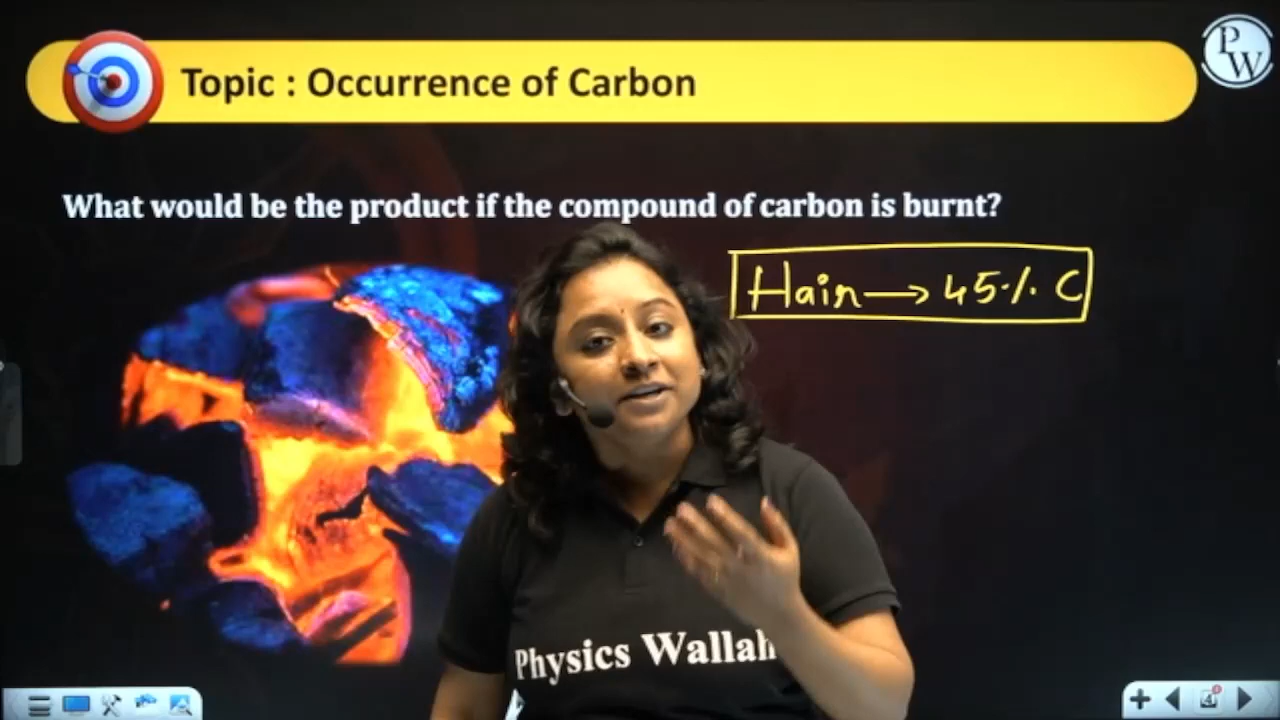 PW
Topic : Occurrence of Carbon
What would be the product if the compound of carbon is burnt?
Hair → 45% C
Physics Wallah